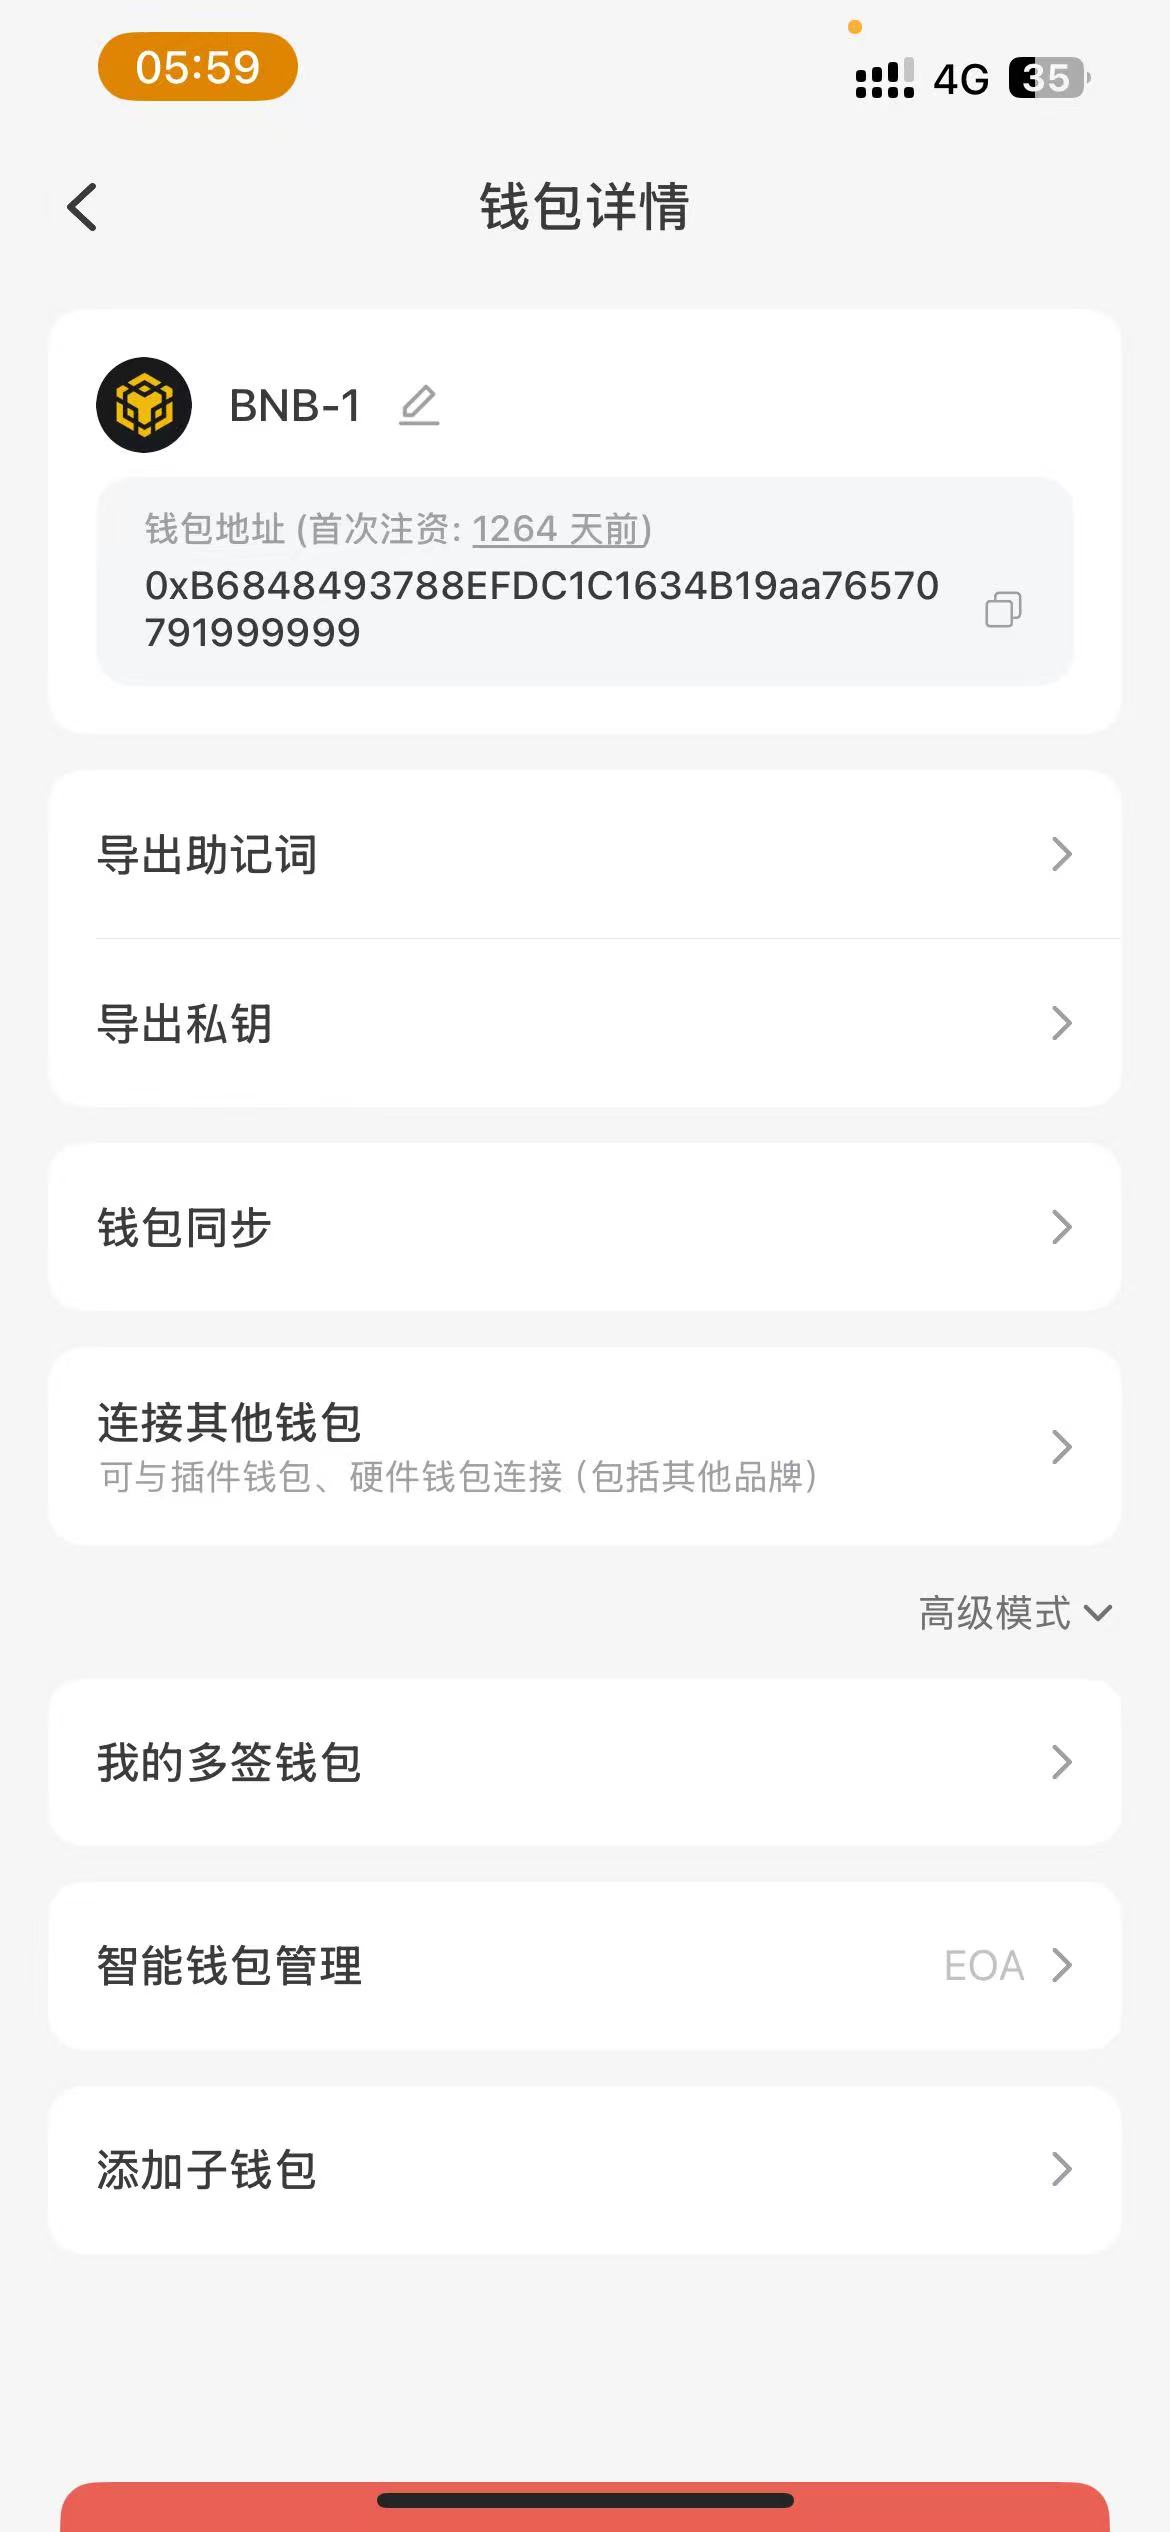 05:59
4G 35
钱包详情
BNB-1
钱包地址 (首次注资: 1264 天前)
0xB6848493788EFDC1C1634B19aa76570
791999999
导出助记词
导出私钥
钱包同步
连接其他钱包
可与插件钱包、硬件钱包连接 (包括其他品牌)
高级模式
我的多签钱包
智能钱包管理 EOA
添加子钱包